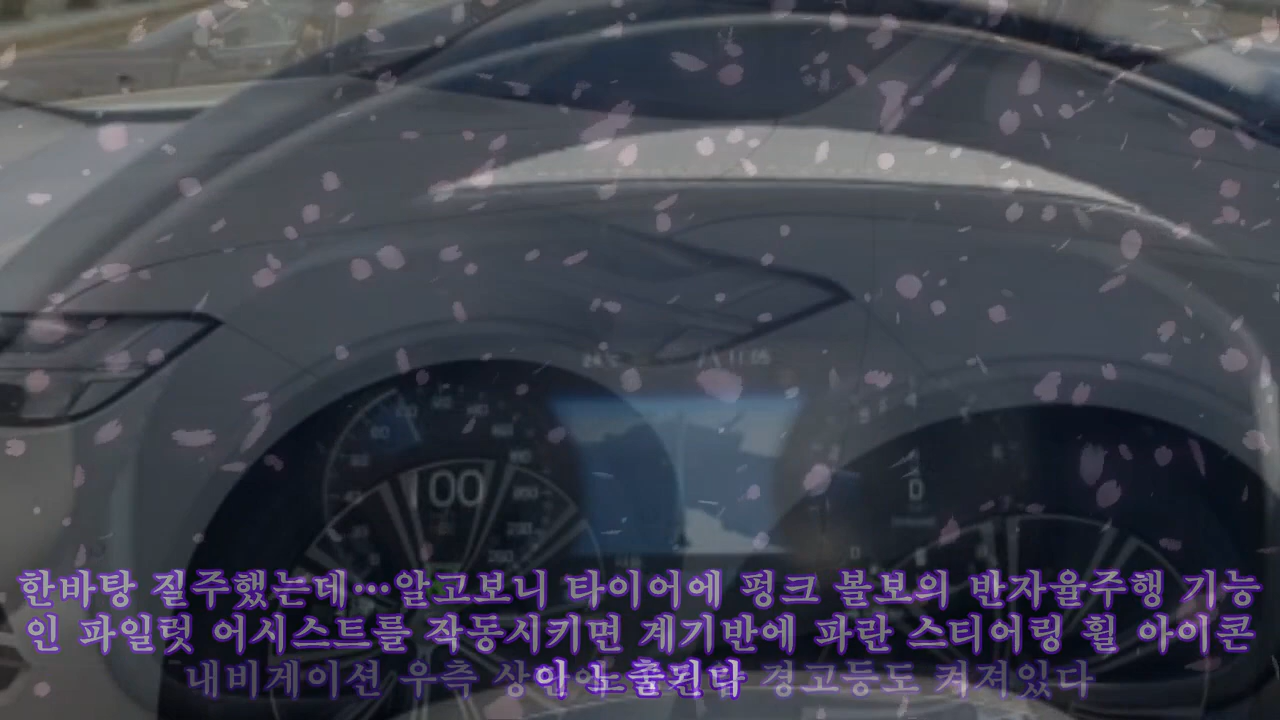 24°C 11:05
100
D
한바탕 질주했는데…알고보니 타이어에 펑크 볼보의 반자율주행 기능
인 파일럿 어시스트를 작동시키면 계기반에 파란 스티어링 휠 아이콘
내비게이션 우측 상 노출된다 경고등도 켜져있다